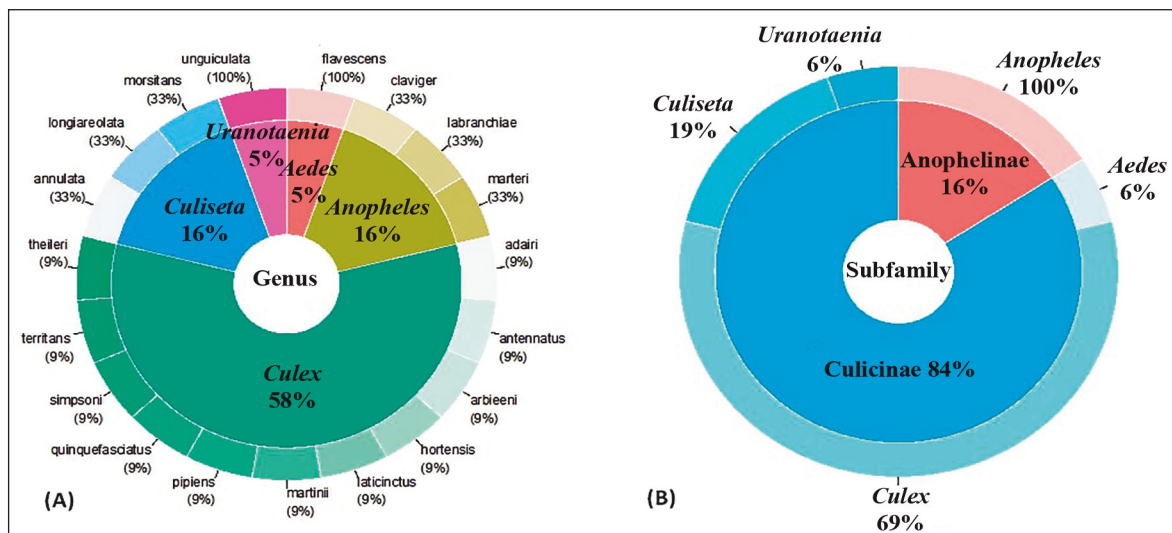 unguiculata
(100%)
flavescens
(100%)
morsitans
(33%)
claviger
(33%)
longiareolata
(33%)
labranchiae
(33%)
annulata
(33%)
marteri
(33%)
theileri
(9%)
adairi
(9%)
territans
(9%)
antennatus
(9%)
simpsoni
(9%)
arbieeni
(9%)
quinquefasciatus
(9%)
hortensis
(9%)
pipiens
(9%)
martinii
(9%)
laticinctus
(9%)
Uranotaenia
5%
Aedes
5%
Culiseta
16%
Anopheles
16%
Genus
Culex
58%
(A)
Uranotaenia
6%
Anopheles
100%
Culiseta
19%
Aedes
6%
Anophelinae
16%
Subfamily
Culicinae 84%
Culex
69%
(B)